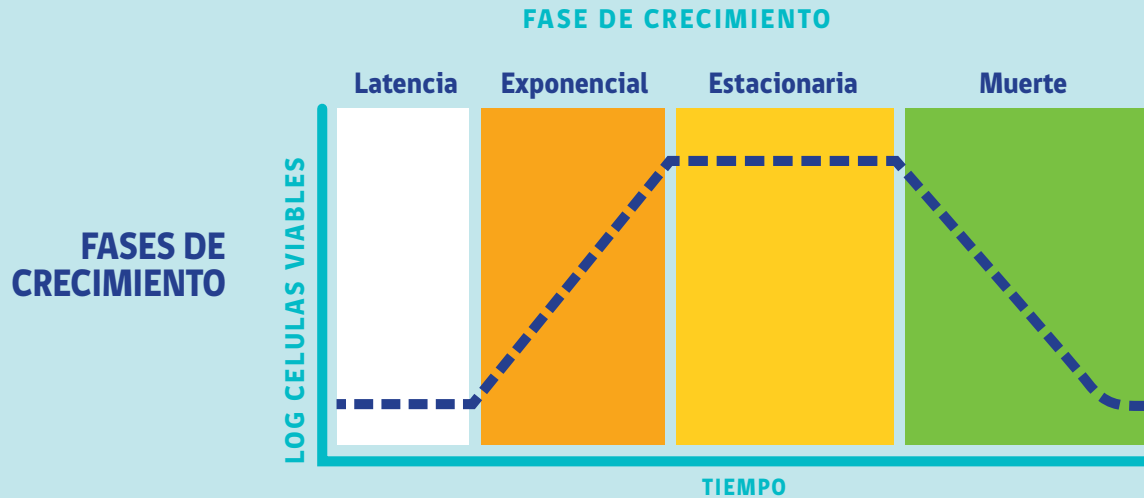 FASE DE CRECIMIENTO
Latencia
Exponencial
Estacionaria
Muerte
FASES DE
CRECIMIENTO
LOG CELULAS VIABLES
TIEMPO